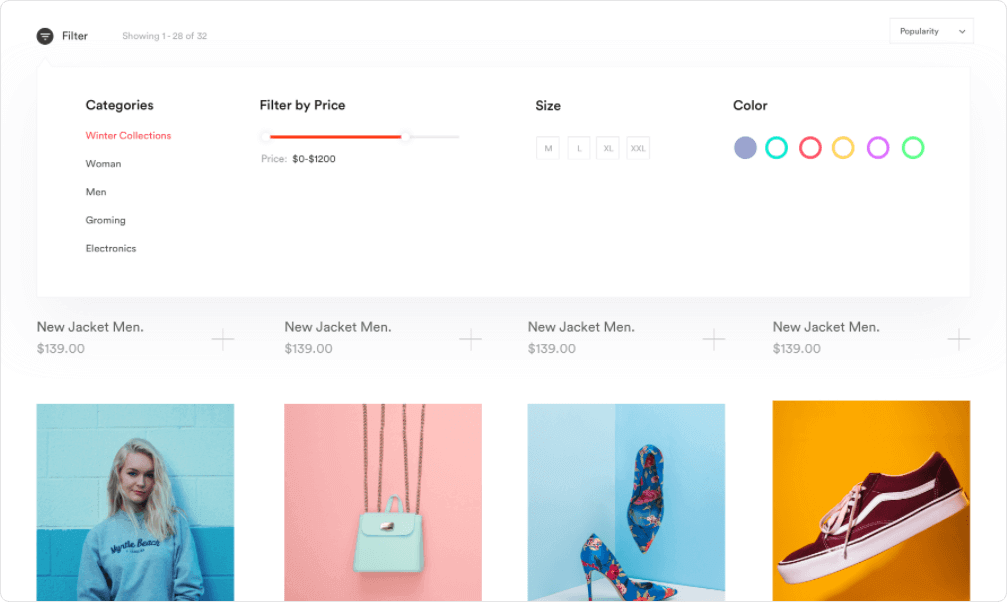 Filter
Showing 1 - 28 of 32
Popularity
Categories
Winter Collections
Woman
Men
Groming
Electronics
Filter by Price
Price: $0-$1200
Size
M L XL XXL
Color
New Jacket Men.
$139.00
New Jacket Men.
$139.00
New Jacket Men.
$139.00
New Jacket Men.
$139.00
Myrtle Beach